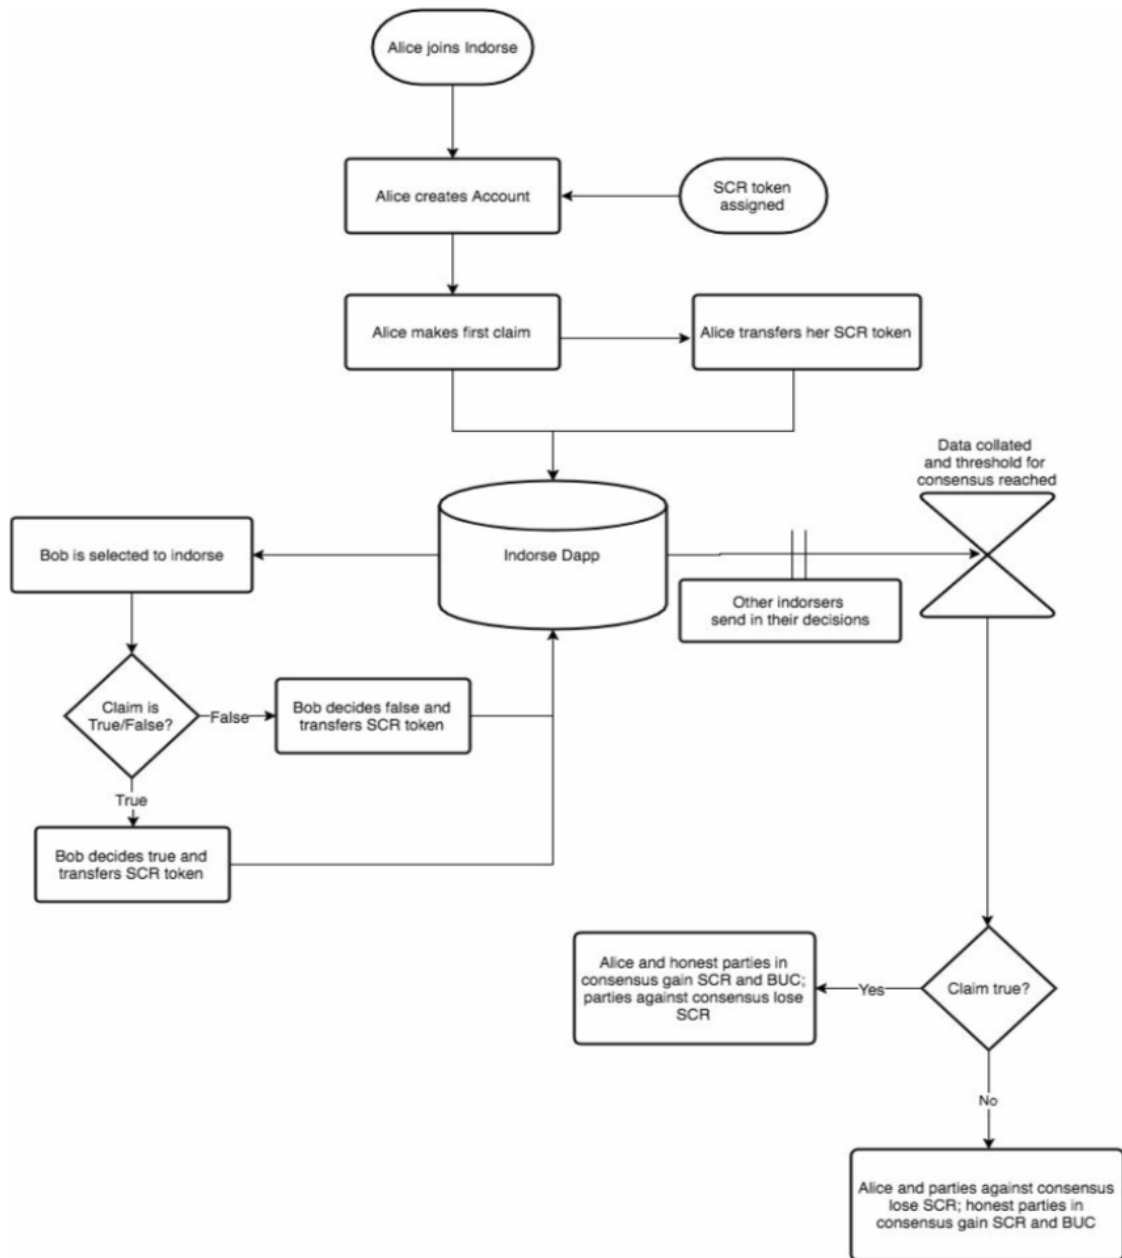 Alice joins Indorse
Alice creates Account
SCR token
assigned
Alice makes first claim
Alice transfers her SCR token
Data collated
and threshold for
consensus reached
Bob is selected to indorse
Indorse Dapp
Other indorsers
send in their decisions
Claim is
True/False?
False
Bob decides false and
transfers SCR token
True
Bob decides true and
transfers SCR token
Alice and honest parties in
consensus gain SCR and BUC;
parties against consensus lose
SCR
Yes
Claim true?
No
Alice and parties against consensus
lose SCR; honest parties in
consensus gain SCR and BUC